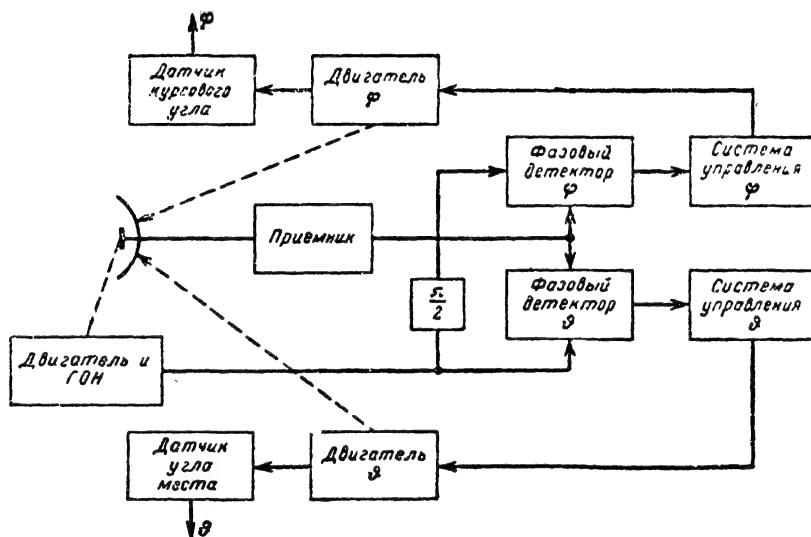 φ
Датчик
курсового
угла
Двигатель
φ
Фазовый
детектор
φ
Система
управления
φ
Приемник
π
2
Фазовый
детектор
ϑ
Система
управления
ϑ
Двигатель и
ГОН
Датчик
угла
места
Двигатель
ϑ
ϑ